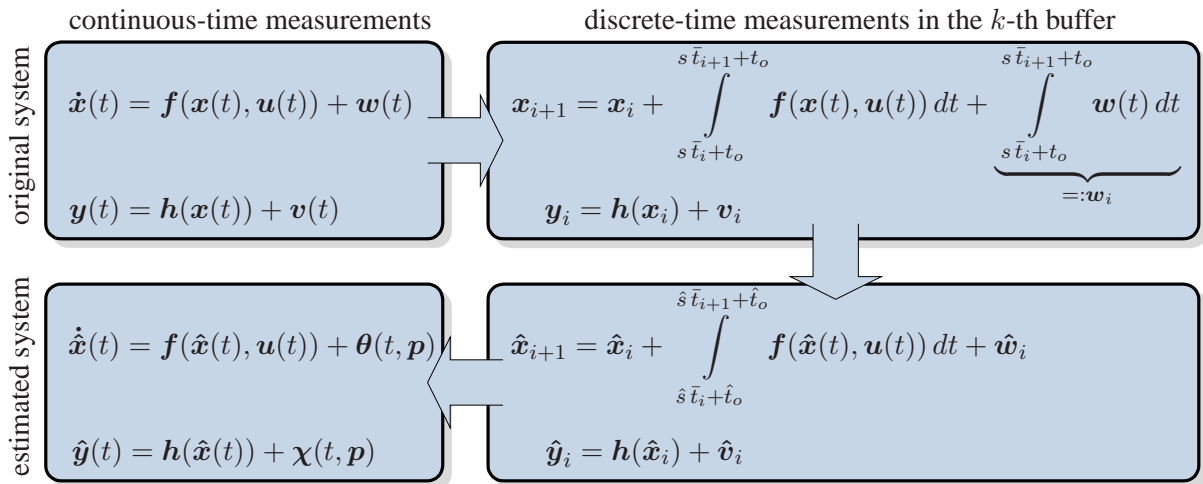 continuous-time measurements
discrete-time measurements in the k-th buffer
original system
ẋ(t) = f(x(t), u(t)) + w(t)
y(t) = h(x(t)) + v(t)
x_{i+1} = x_i + ∫_{s t̄_i+t_o}^{s t̄_{i+1}+t_o} f(x(t), u(t)) dt + ∫_{s t̄_i+t_o}^{s t̄_{i+1}+t_o} w(t) dt
=:w_i
y_i = h(x_i) + v_i
estimated system
x̂̇(t) = f(x̂(t), u(t)) + θ(t, p)
ŷ(t) = h(x̂(t)) + χ(t, p)
x̂_{i+1} = x̂_i + ∫_{ŝ t̄_i+t̂_o}^{ŝ t̄_{i+1}+t̂_o} f(x̂(t), u(t)) dt + ŵ_i
ŷ_i = h(x̂_i) + v̂_i